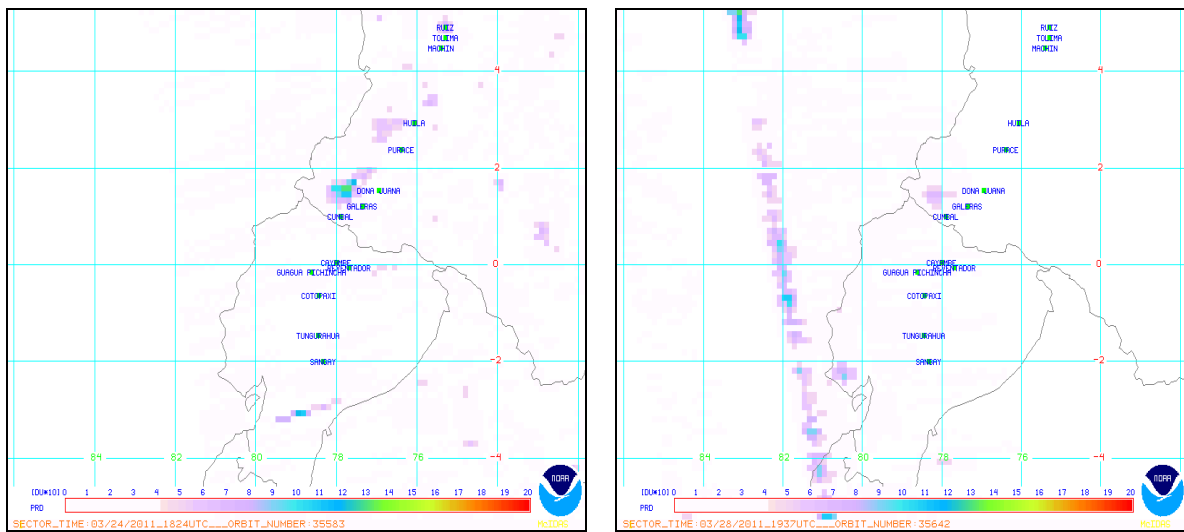 RUIZ
TOLIMA
MACHIN
4
HUILA
PURACE
2
DONA JUANA
GALERAS
CUMBAL
CAYAMBE
0
REVENTADOR
GUAGUA PICHINCHA
COTOPAXI
TUNGURAHUA
SANGAY
-2
84 82 80 78 76 -4
[DU*10] 0 1 2 3 4 5 6 7 8 9 10 11 12 13 14 15 16 17 18 19 20
PRD
NOAA
McIDAS
SECTOR_TIME:03/24/2011_1824UTC___ORBIT_NUMBER:35583
RUIZ
TOLIMA
MACHIN
4
HUILA
PURACE
2
DONA JUANA
GALERAS
CUMBAL
CAYAMBE
0
REVENTADOR
GUAGUA PICHINCHA
COTOPAXI
TUNGURAHUA
SANGAY
-2
84 82 80 78 76 -4
[DU*10] 0 1 2 3 4 5 6 7 8 9 10 11 12 13 14 15 16 17 18 19 20
PRD
NOAA
McIDAS
SECTOR_TIME:03/28/2011_1937UTC___ORBIT_NUMBER:35642